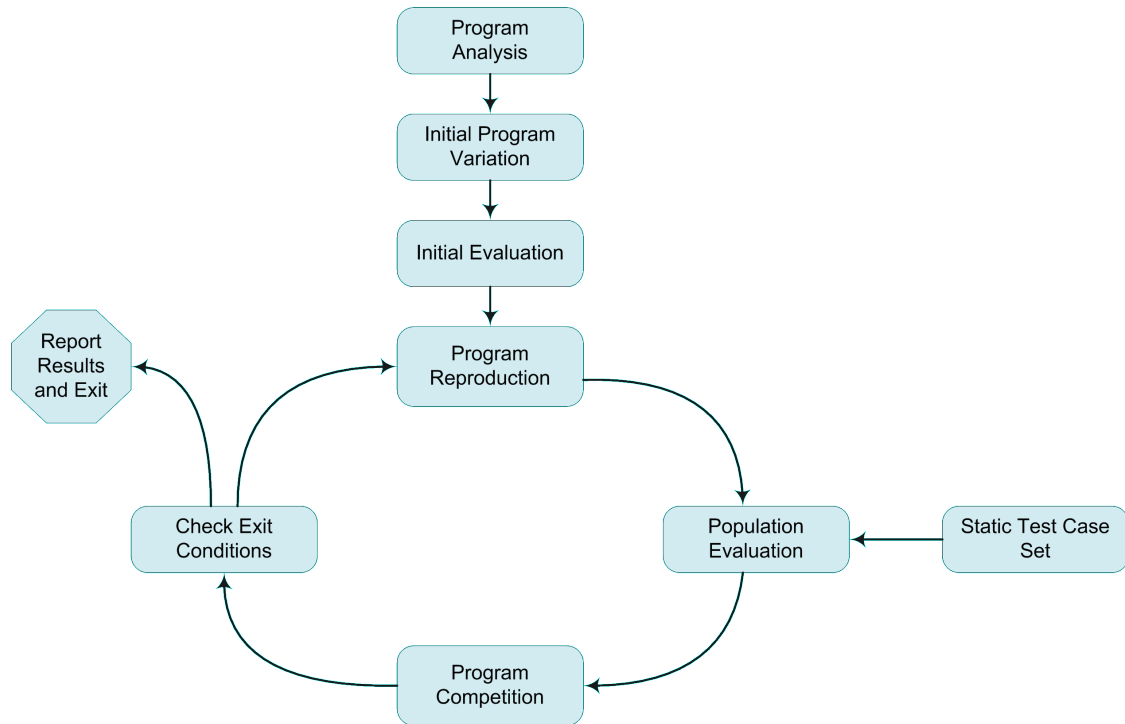 Program
Analysis
Initial Program
Variation
Initial Evaluation
Program
Reproduction
Report
Results
and Exit
Check Exit
Conditions
Population
Evaluation
Static Test Case
Set
Program
Competition